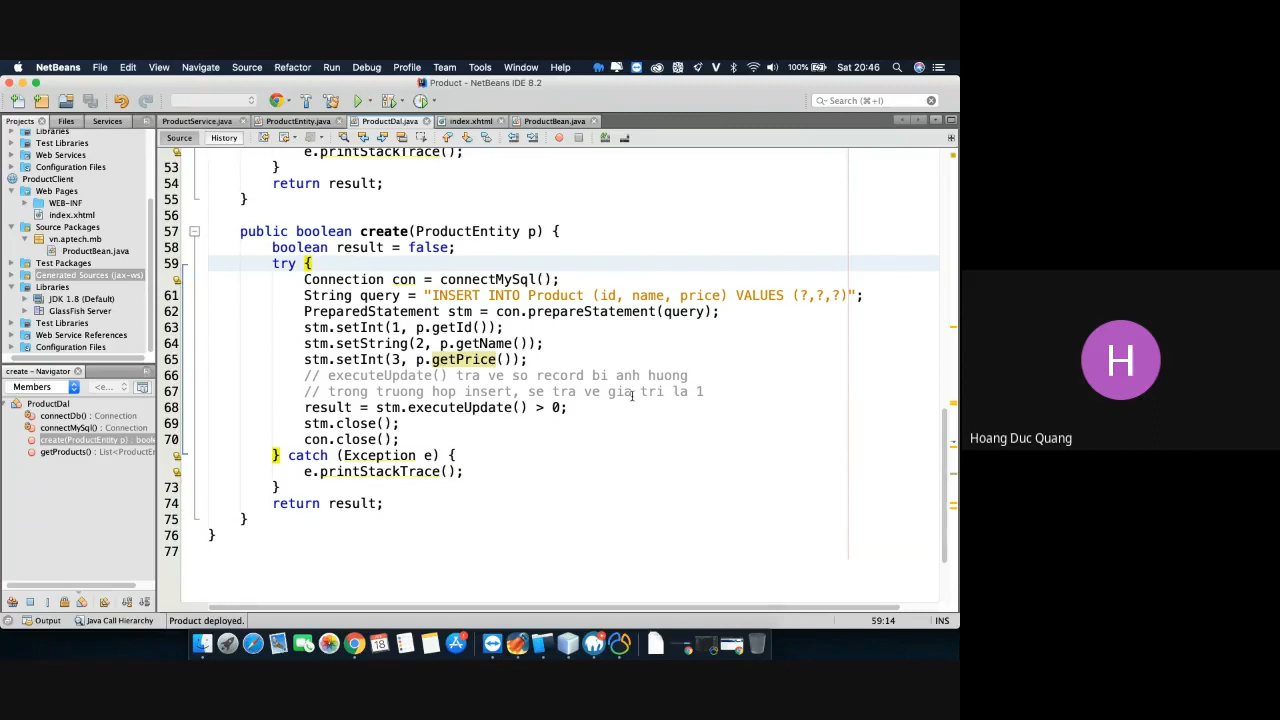 NetBeans File Edit View Navigate Source Refactor Run Debug Profile Team Tools Window Help 100% Sat 20:46
Product - NetBeans IDE 8.2
Search (⌘+I)
Projects Files Services
ProductService.java ProductEntity.java ProductDal.java index.xhtml ProductBean.java
Source History
Libraries
Test Libraries
Web Services
Configuration Files
ProductClient
Web Pages
WEB-INF
index.xhtml
Source Packages
vn.aptech.mb
ProductBean.java
Generated Sources (jax-ws)
Libraries
JDK 1.8 (Default)
GlassFish Server
Test Libraries
Web Service References
Configuration Files
create - Navigator
Members <e...
ProductDal
connectDb() : Connection
connectMySql() : Connection
create(ProductEntity p) : bool
getProducts() : List<ProductEr
e.printStackTrace();
53 }
54 return result;
55 }
56
57 public boolean create(ProductEntity p) {
58 boolean result = false;
59 try {
Connection con = connectMySql();
61 String query = "INSERT INTO Product (id, name, price) VALUES (?,?,?)";
62 PreparedStatement stm = con.prepareStatement(query);
63 stm.setInt(1, p.getId());
64 stm.setString(2, p.getName());
65 stm.setInt(3, p.getPrice());
66 // executeUpdate() tra ve so record bi anh huong
67 // trong truong hop insert, se tra ve gia tri la 1
68 result = stm.executeUpdate() > 0;
69 stm.close();
70 con.close();
} catch (Exception e) {
e.printStackTrace();
73 }
74 return result;
75 }
76 }
77
Output Java Call Hierarchy Product deployed. 59:14 INS
18
H
Hoang Duc Quang